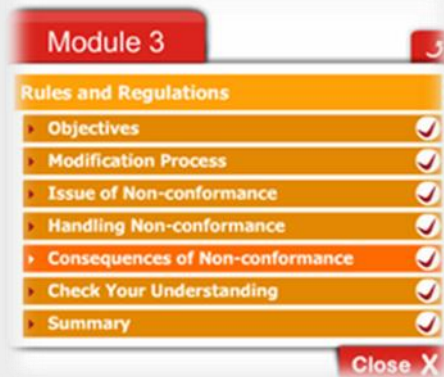 Module 3
Rules and Regulations
Objectives
Modification Process
Issue of Non-conformance
Handling Non-conformance
Consequences of Non-conformance
Check Your Understanding
Summary
Close X